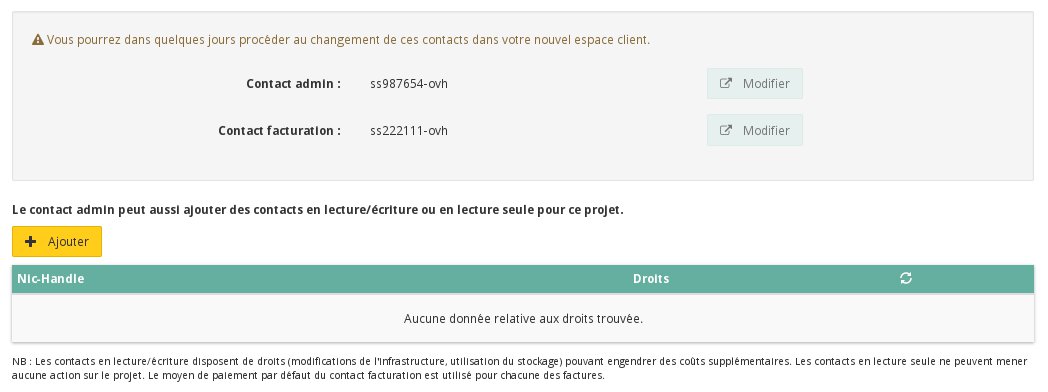 Vous pourrez dans quelques jours procéder au changement de ces contacts dans votre nouvel espace client.
Contact admin : ss987654-ovh Modifier
Contact facturation : ss222111-ovh Modifier
Le contact admin peut aussi ajouter des contacts en lecture/écriture ou en lecture seule pour ce projet.
Ajouter
Nic-Handle Droits
Aucune donnée relative aux droits trouvée.
NB : Les contacts en lecture/écriture disposent de droits (modifications de l'infrastructure, utilisation du stockage) pouvant engendrer des coûts supplémentaires. Les contacts en lecture seule ne peuvent mener
aucune action sur le projet. Le moyen de paiement par défaut du contact facturation est utilisé pour chacune des factures.